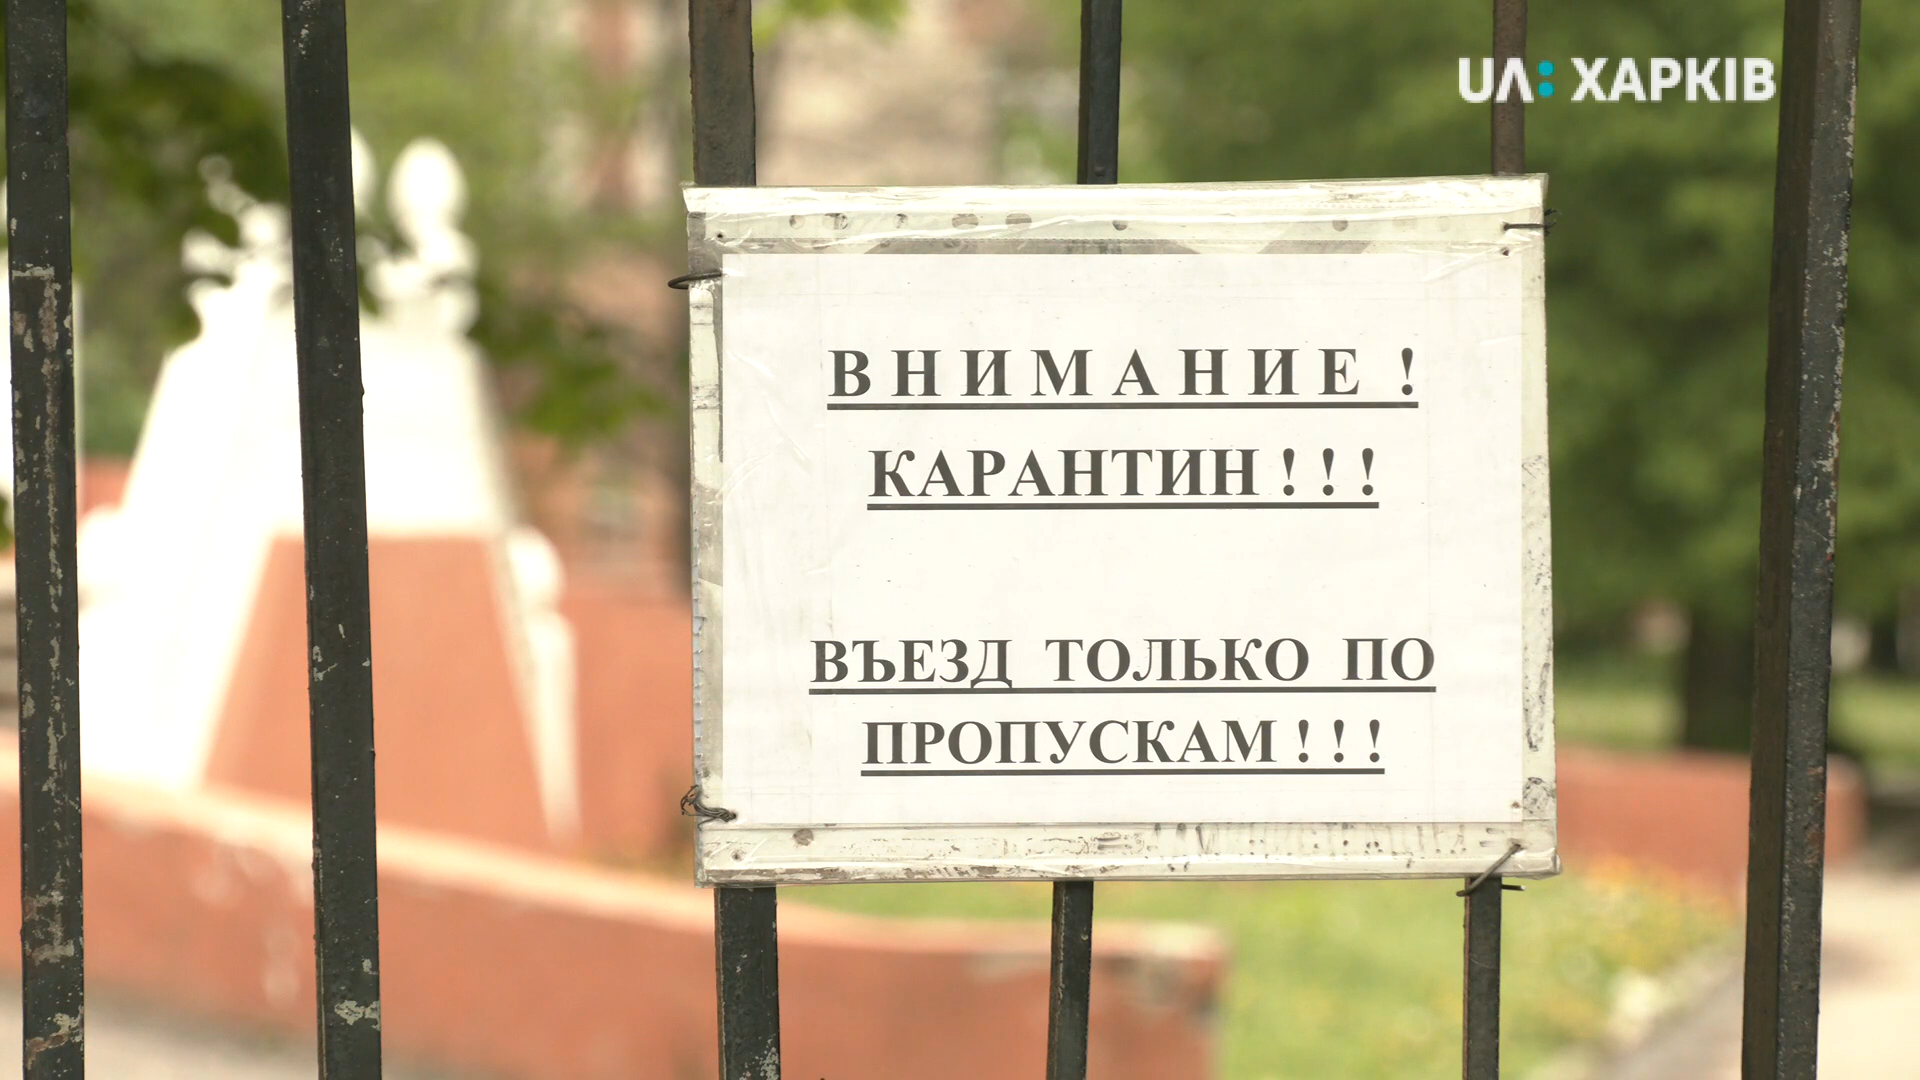 UA: ХАРКІВ
ВНИМАНИЕ !
КАРАНТИН ! ! !
ВЪЕЗД ТОЛЬКО ПО
ПРОПУСКАМ ! ! !